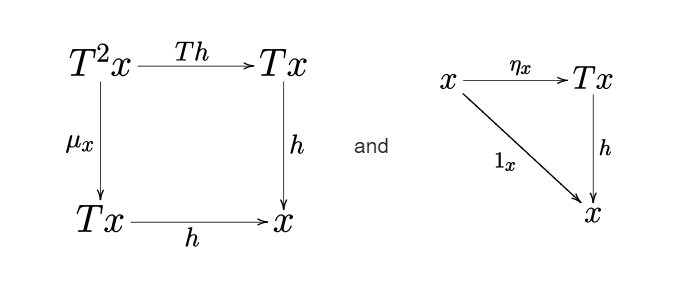 T²x Th Tx
μₓ h
Tx h x
and
x ηₓ Tx
1ₓ h
x